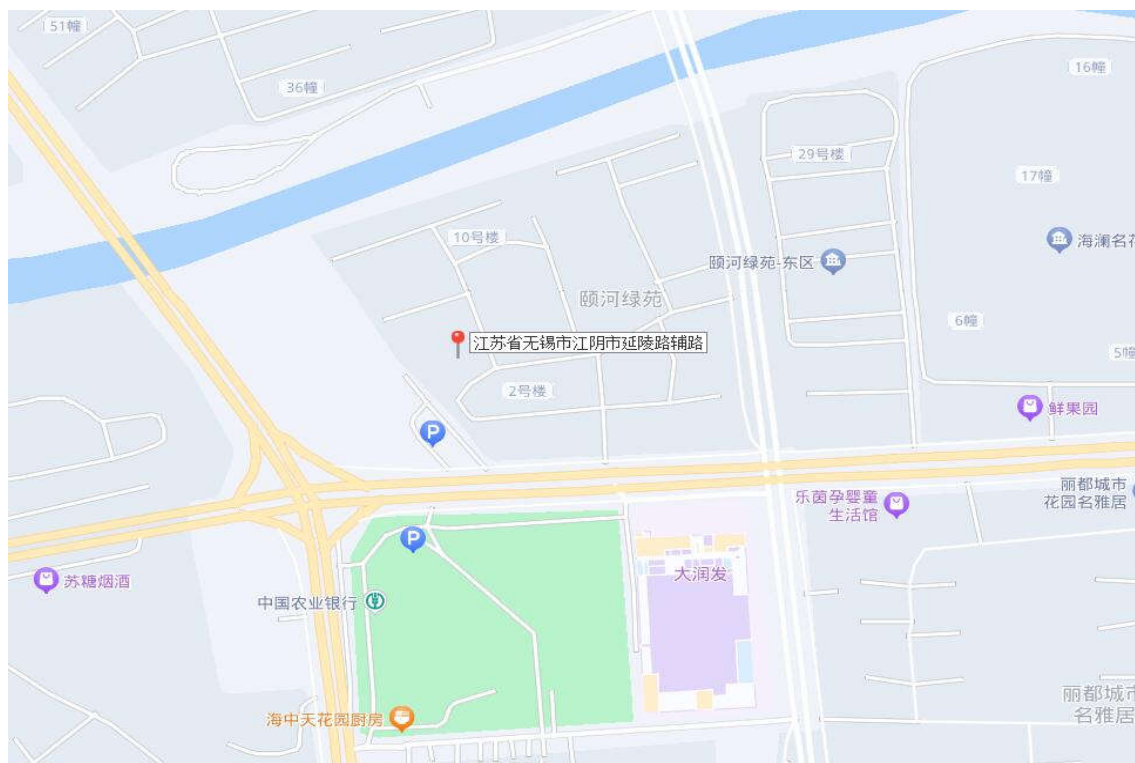 51幢
16幢
36幢
29号楼
17幢
10号楼
海澜名花
颐河绿苑-东区
颐河绿苑
6幢
江苏省无锡市江阴市延陵路辅路
5幢
2号楼
鲜果园
P
丽都城市
花园名雅居
乐茵孕婴童
生活馆
P
大润发
苏糖烟酒
中国农业银行
丽都城市
名雅居
海中天花园厨房